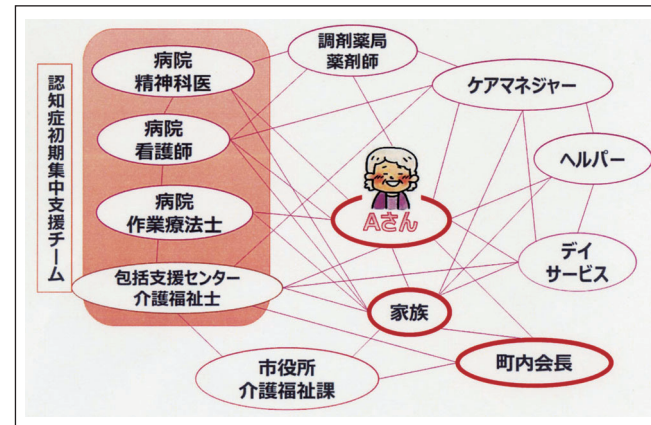 認知症初期集中支援チーム
病院
精神科医
病院
看護師
病院
作業療法士
包括支援センター
介護福祉士
調剤薬局
薬剤師
ケアマネジャー
ヘルパー
Aさん
デイ
サービス
家族
町内会長
市役所
介護福祉課